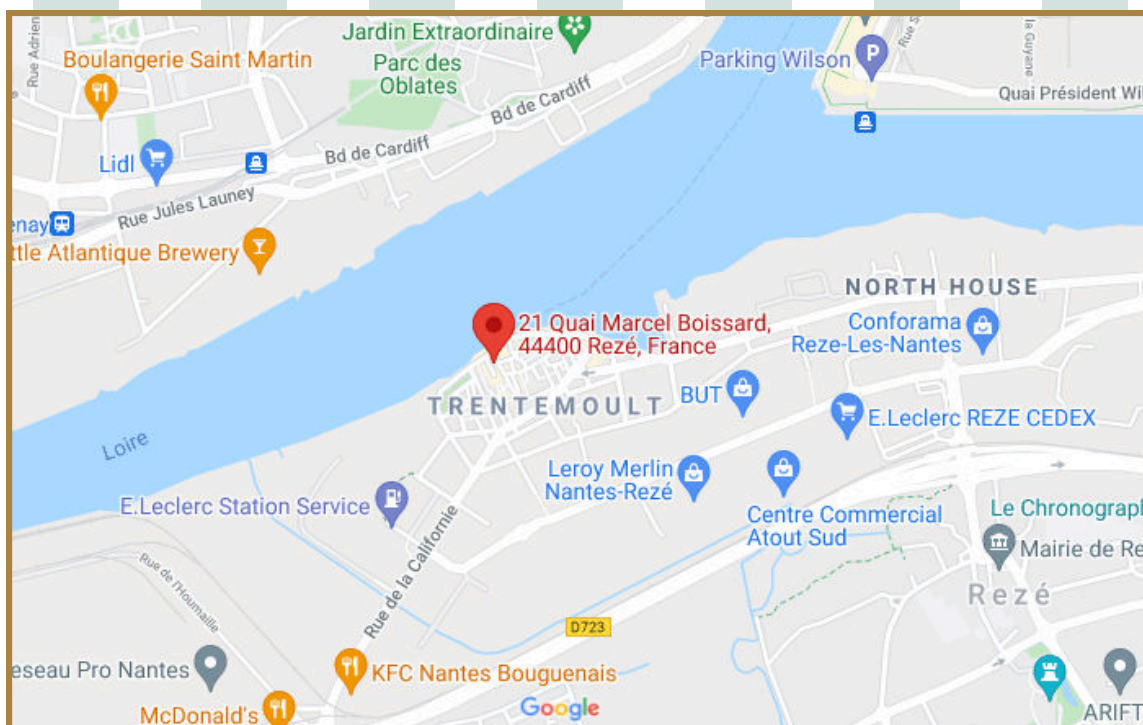 Rue Adrien
Boulangerie Saint Martin
Jardin Extraordinaire
Parc des
Oblates
Bd de Cardiff
Parking Wilson
P
Rue S
la Guyane
Quai Président Wil
Lidl
Bd de Cardiff
Rue Jules Launey
enay
ttle Atlantique Brewery
NORTH HOUSE
21 Quai Marcel Boissard,
44400 Rezé, France
Conforama
Reze-Les-Nantes
BUT
TRENTEMOULT
E.Leclerc REZE CEDEX
Loire
Leroy Merlin
Nantes-Rezé
E.Leclerc Station Service
Centre Commercial
Atout Sud
Le Chronograph
Mairie de Re
Rue de l'Houmaille
Rue de la Californie
Rezé
D723
eseau Pro Nantes
KFC Nantes Bouguenais
McDonald's
Google
ARIFT